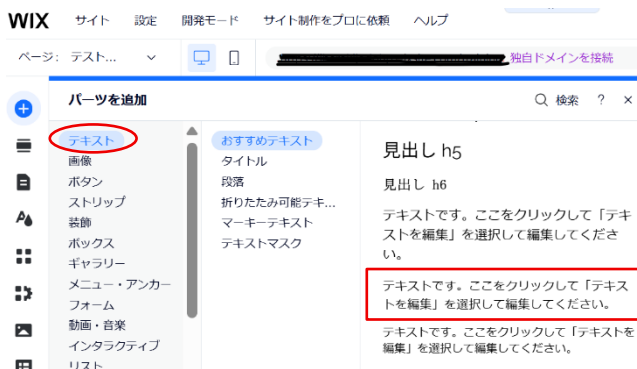 WIX サイト 設定 開発モード サイト制作をプロに依頼 ヘルプ
ページ: テスト... 独自ドメインを接続
パーツを追加 検索 ? ×
テキスト
画像
ボタン
ストリップ
装飾
ボックス
ギャラリー
メニュー・アンカー
フォーム
動画・音楽
インタラクティブ
リスト
おすすめテキスト
タイトル
段落
折りたたみ可能テキ...
マーキーテキスト
テキストマスク
見出し h5
見出し h6
テキストです。ここをクリックして「テキ
ストを編集」を選択して編集してくださ
い。
テキストです。ここをクリックして「テキス
トを編集」を選択して編集してください。
テキストです。ここをクリックして「テキストを
編集」を選択して編集してください。